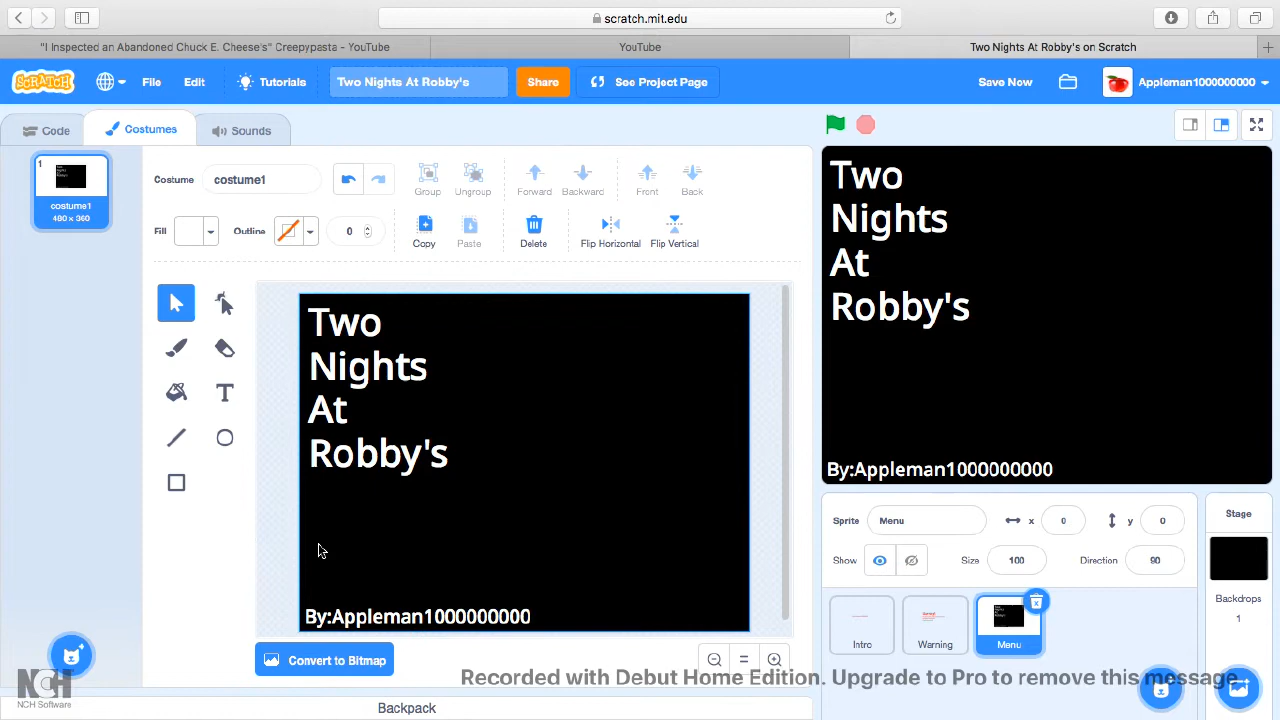 scratch.mit.edu
"I Inspected an Abandoned Chuck E. Cheese's" Creepypasta - YouTube
YouTube
Two Nights At Robby's on Scratch
SCRATCH
File
Edit
Tutorials
Two Nights At Robby's
Share
See Project Page
Save Now
Appleman1000000000
Code
Costumes
Sounds
1
costume1
480 x 360
Costume
costume1
Group
Ungroup
Forward
Backward
Front
Back
Fill
Outline
0
Copy
Paste
Delete
Flip Horizontal
Flip Vertical
T
Two
Nights
At
Robby's
By:Appleman1000000000
Two
Nights
At
Robby's
By:Appleman1000000000
Convert to Bitmap
Sprite
Menu
x
0
y
0
Show
Size
100
Direction
90
Stage
Backdrops
1
Intro
Warning
Menu
Backpack
NCH
NCH Software
Recorded with Debut Home Edition. Upgrade to Pro to remove this message.